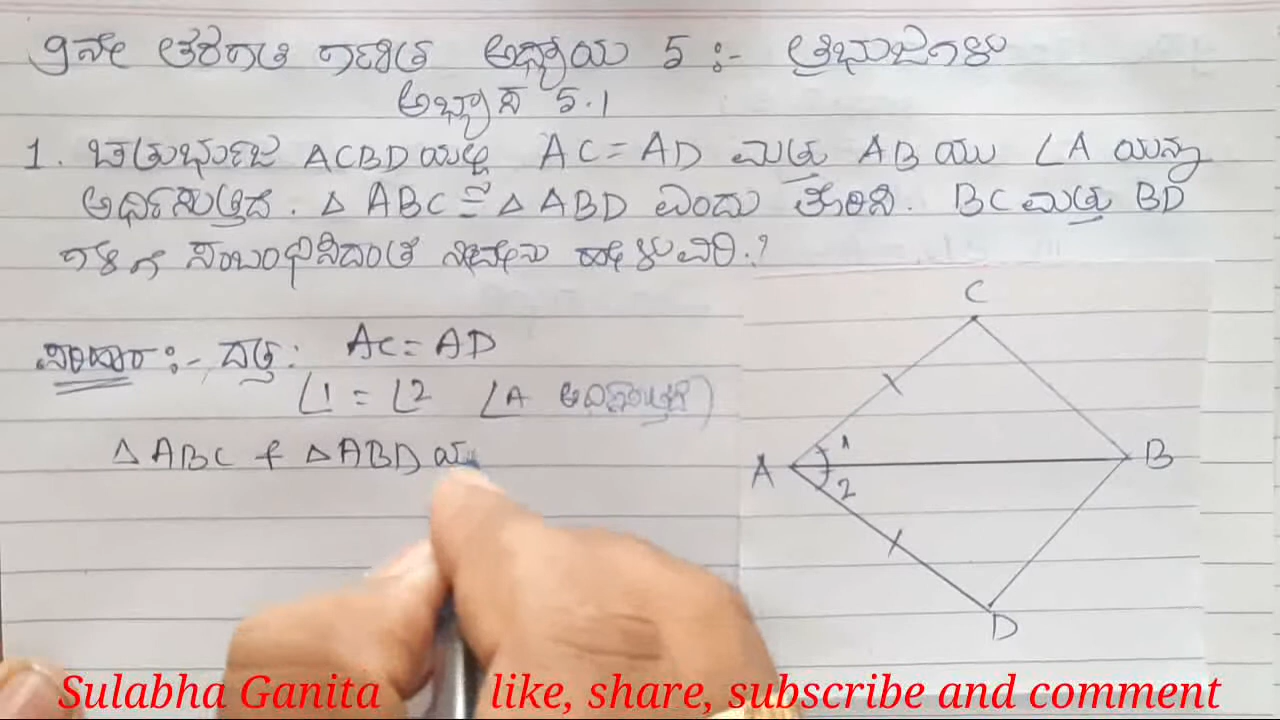 9ನೇ ತರಗತಿ ಗಣಿತ ಅಧ್ಯಾಯ 5 :- ತ್ರಿಭುಜಗಳು
ಅಭ್ಯಾಸ 5.1
1. ಚತುರ್ಭುಜ ACBD ಯಲ್ಲಿ AC = AD ಮತ್ತು AB ಯು ∠A ಯನ್ನು
ಅರ್ಧಿಸುತ್ತದೆ. △ ABC ≅ △ ABD ಎಂದು ತೋರಿಸಿ. BC ಮತ್ತು BD
ಗಳಿಗೆ ಸಂಬಂಧಿಸಿದಂತೆ ನೀವೇನು ಹೇಳುವಿರಿ.?
ಪರಿಹಾರ :- ದತ್ತ : AC = AD
∠1 = ∠2 ∠A
△ ABC & △ ABD ಯ
C
A
1
2
B
D
Sulabha Ganita like, share, subscribe and comment